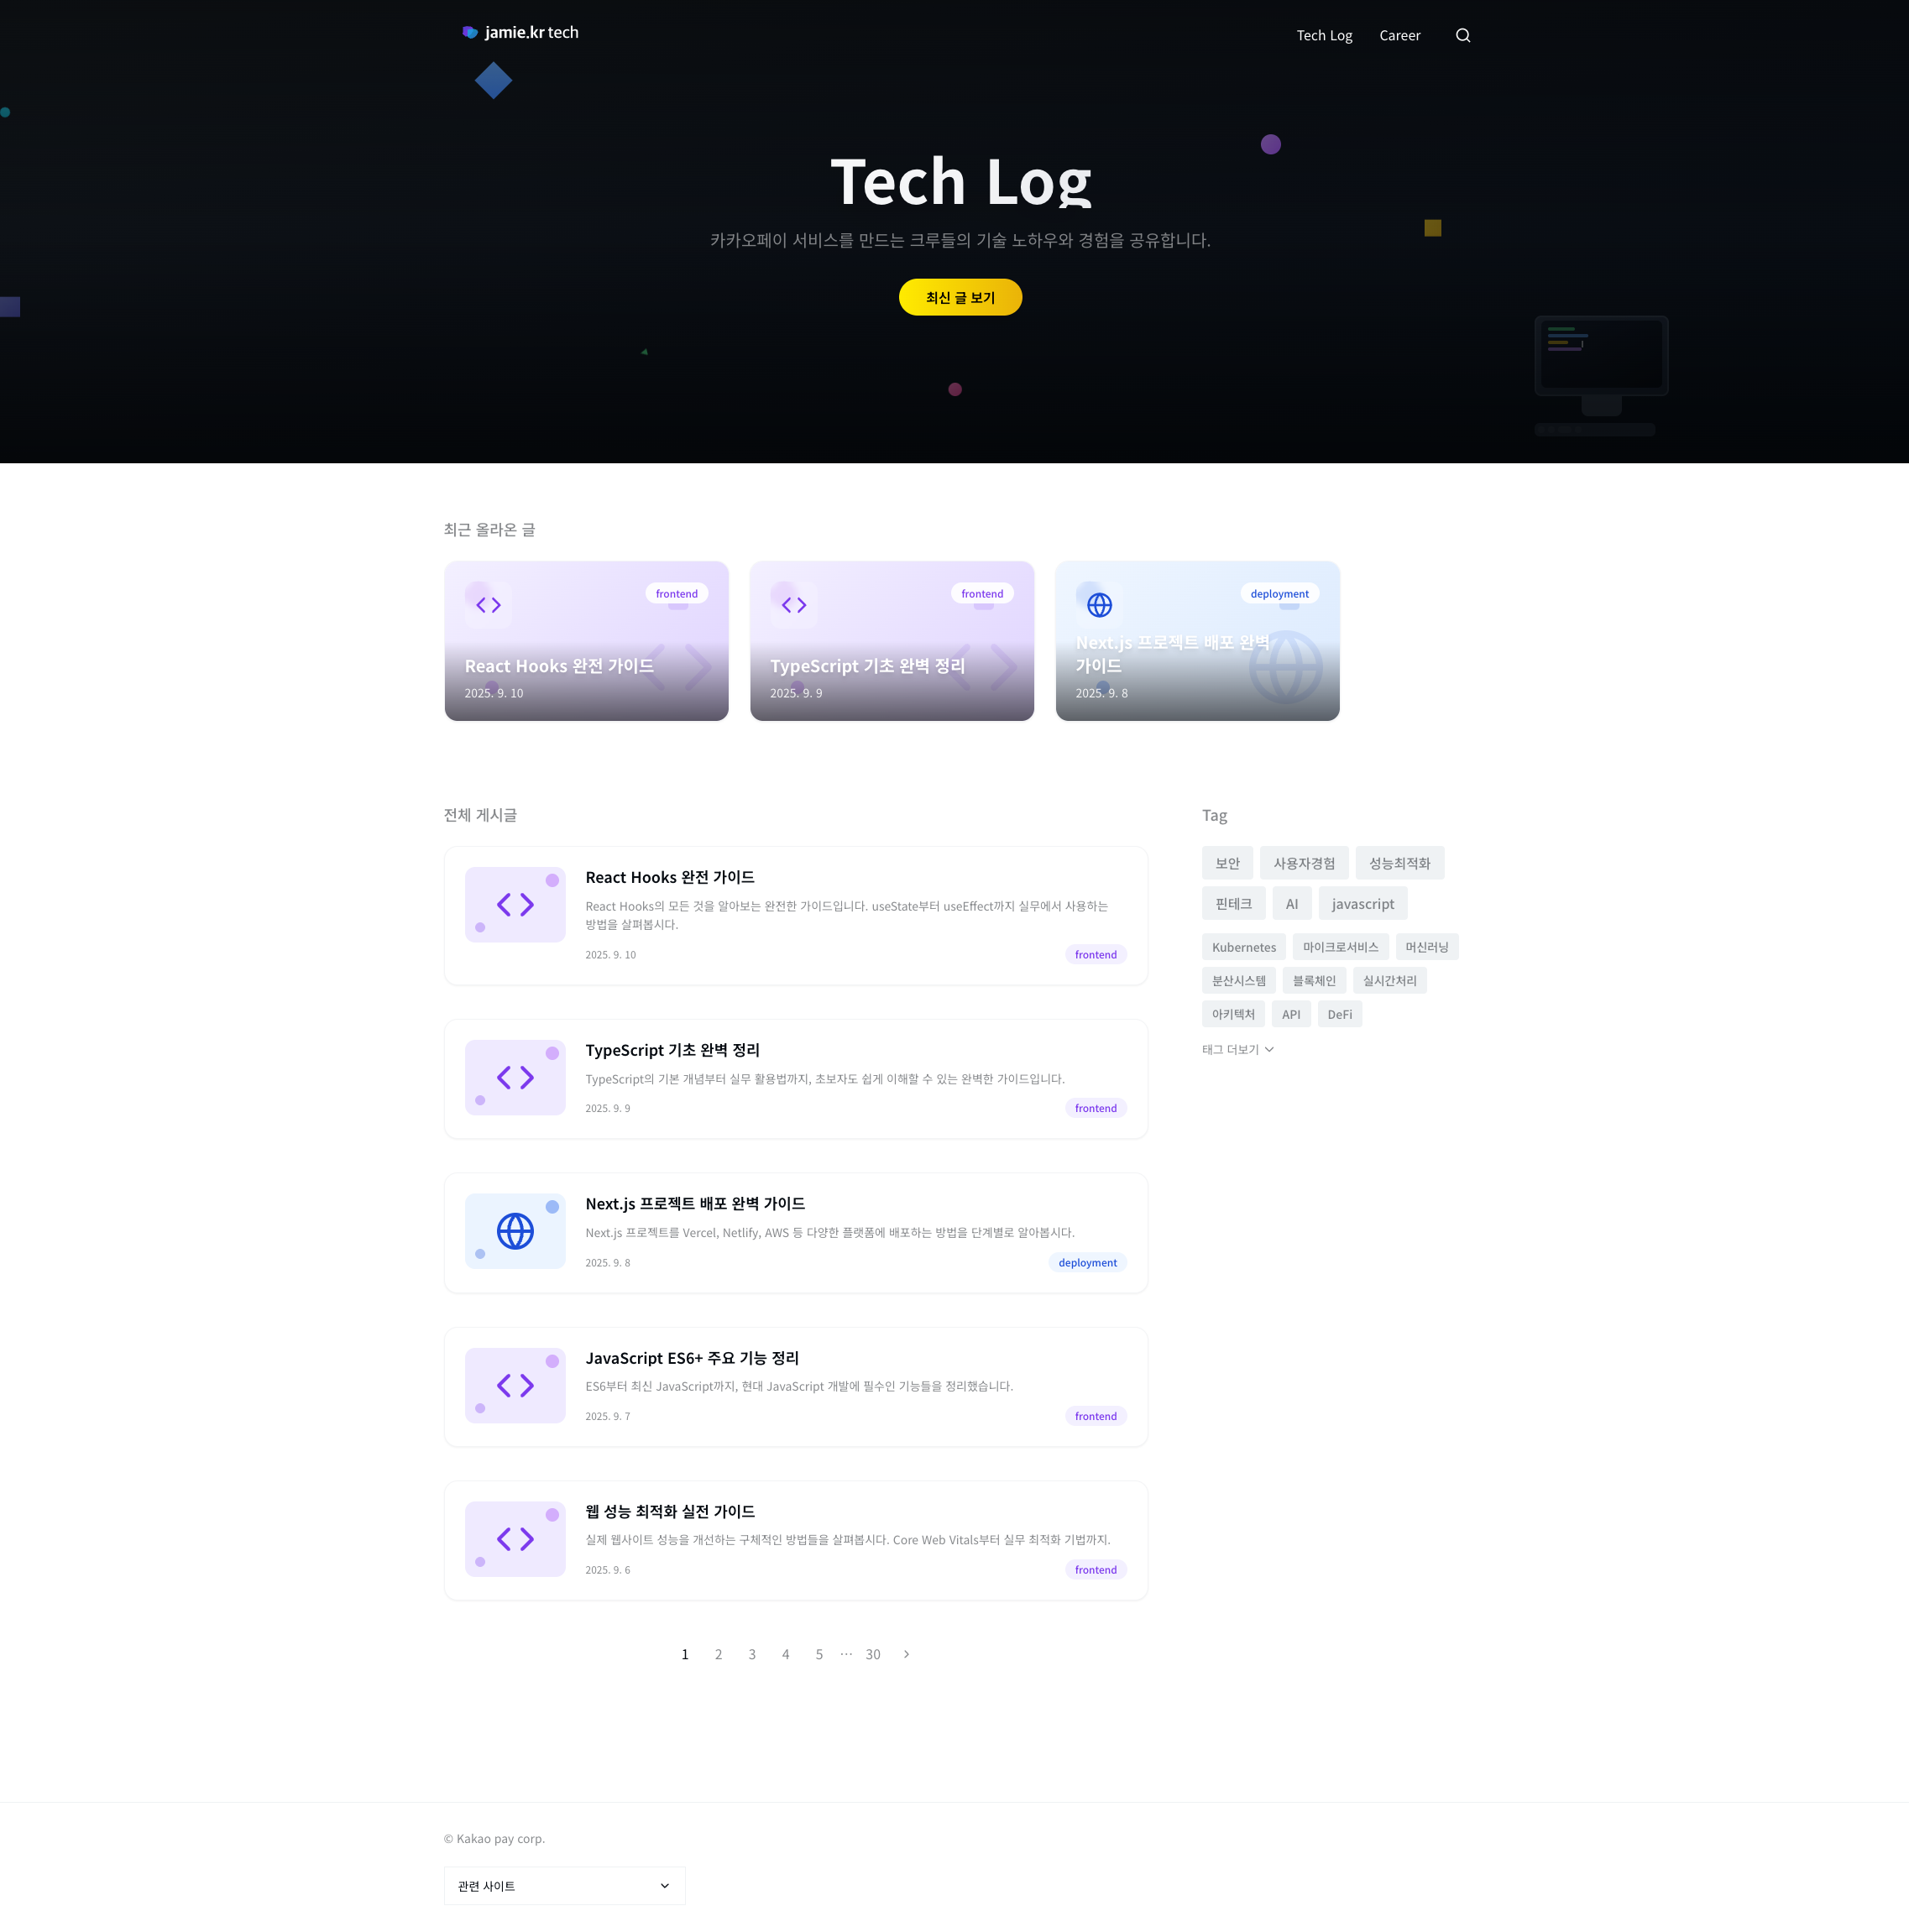 jamie.kr tech
Tech Log
Career
Tech Log
카카오페이 서비스를 만드는 크루들의 기술 노하우와 경험을 공유합니다.
최신 글 보기
최근 올라온 글
frontend
React Hooks 완전 가이드
2025. 9. 10
frontend
TypeScript 기초 완벽 정리
2025. 9. 9
deployment
Next.js 프로젝트 배포 완벽
가이드
2025. 9. 8
전체 게시글
React Hooks 완전 가이드
React Hooks의 모든 것을 알아보는 완전한 가이드입니다. useState부터 useEffect까지 실무에서 사용하는
방법을 살펴봅시다.
2025. 9. 10
frontend
TypeScript 기초 완벽 정리
TypeScript의 기본 개념부터 실무 활용법까지, 초보자도 쉽게 이해할 수 있는 완벽한 가이드입니다.
2025. 9. 9
frontend
Next.js 프로젝트 배포 완벽 가이드
Next.js 프로젝트를 Vercel, Netlify, AWS 등 다양한 플랫폼에 배포하는 방법을 단계별로 알아봅시다.
2025. 9. 8
deployment
JavaScript ES6+ 주요 기능 정리
ES6부터 최신 JavaScript까지, 현대 JavaScript 개발에 필수인 기능들을 정리했습니다.
2025. 9. 7
frontend
웹 성능 최적화 실전 가이드
실제 웹사이트 성능을 개선하는 구체적인 방법들을 살펴봅시다. Core Web Vitals부터 실무 최적화 기법까지.
2025. 9. 6
frontend
1 2 3 4 5 ··· 30
Tag
보안 사용자경험 성능최적화
핀테크 AI javascript
Kubernetes 마이크로서비스 머신러닝
분산시스템 블록체인 실시간처리
아키텍처 API DeFi
태그 더보기
© Kakao pay corp.
관련 사이트